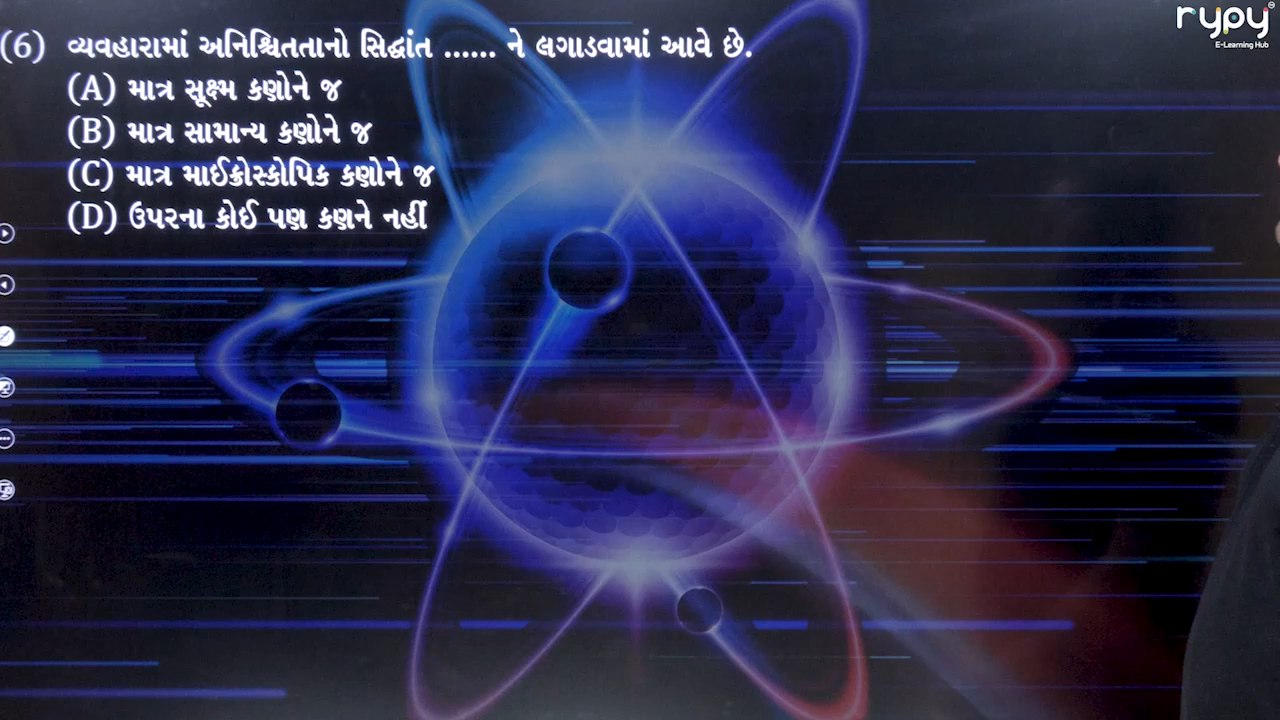 rypy
E-Learning Hub
(6) વ્યવહારામાં અનિશ્ચિતતાનો સિદ્ધાંત ...... ને લગાડવામાં આવે છે.
(A) માત્ર સૂક્ષ્મ કણોને જ
(B) માત્ર સામાન્ય કણોને જ
(C) માત્ર માઈક્રોસ્કોપિક કણોને જ
(D) ઉપરના કોઈ પણ કણને નહીં